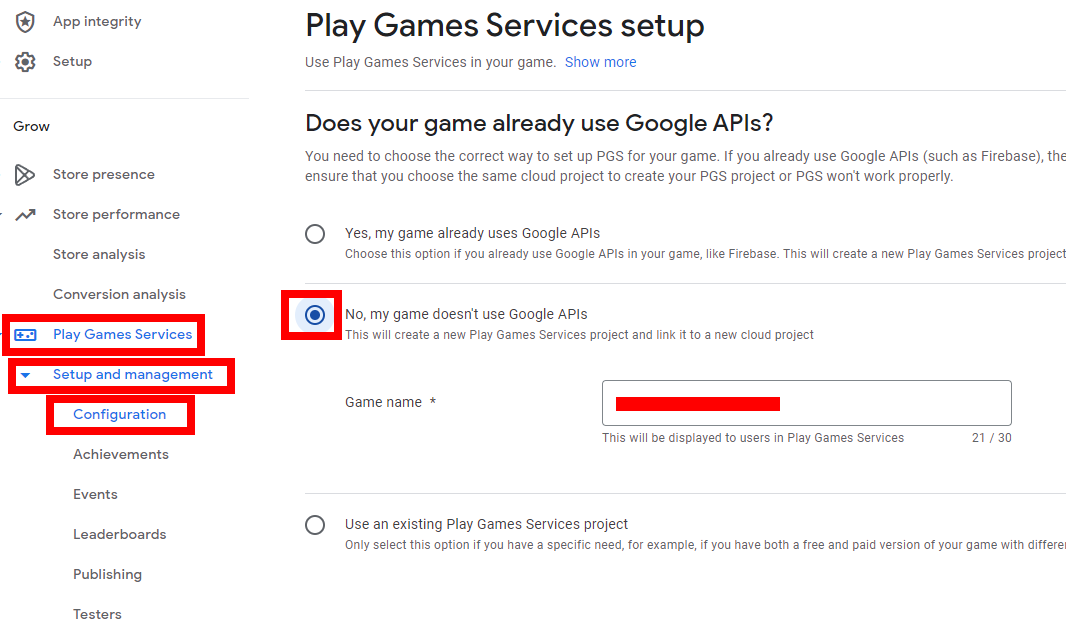 App integrity
Setup
Grow
Store presence
Store performance
Store analysis
Conversion analysis
Play Games Services
Setup and management
Configuration
Achievements
Events
Leaderboards
Publishing
Testers
Play Games Services setup
Use Play Games Services in your game. Show more
Does your game already use Google APIs?
You need to choose the correct way to set up PGS for your game. If you already use Google APIs (such as Firebase), the
ensure that you choose the same cloud project to create your PGS project or PGS won't work properly.
Yes, my game already uses Google APIs
Choose this option if you already use Google APIs in your game, like Firebase. This will create a new Play Games Services project
No, my game doesn't use Google APIs
This will create a new Play Games Services project and link it to a new cloud project
Game name *
This will be displayed to users in Play Games Services 21 / 30
Use an existing Play Games Services project
Only select this option if you have a specific need, for example, if you have both a free and paid version of your game with differe